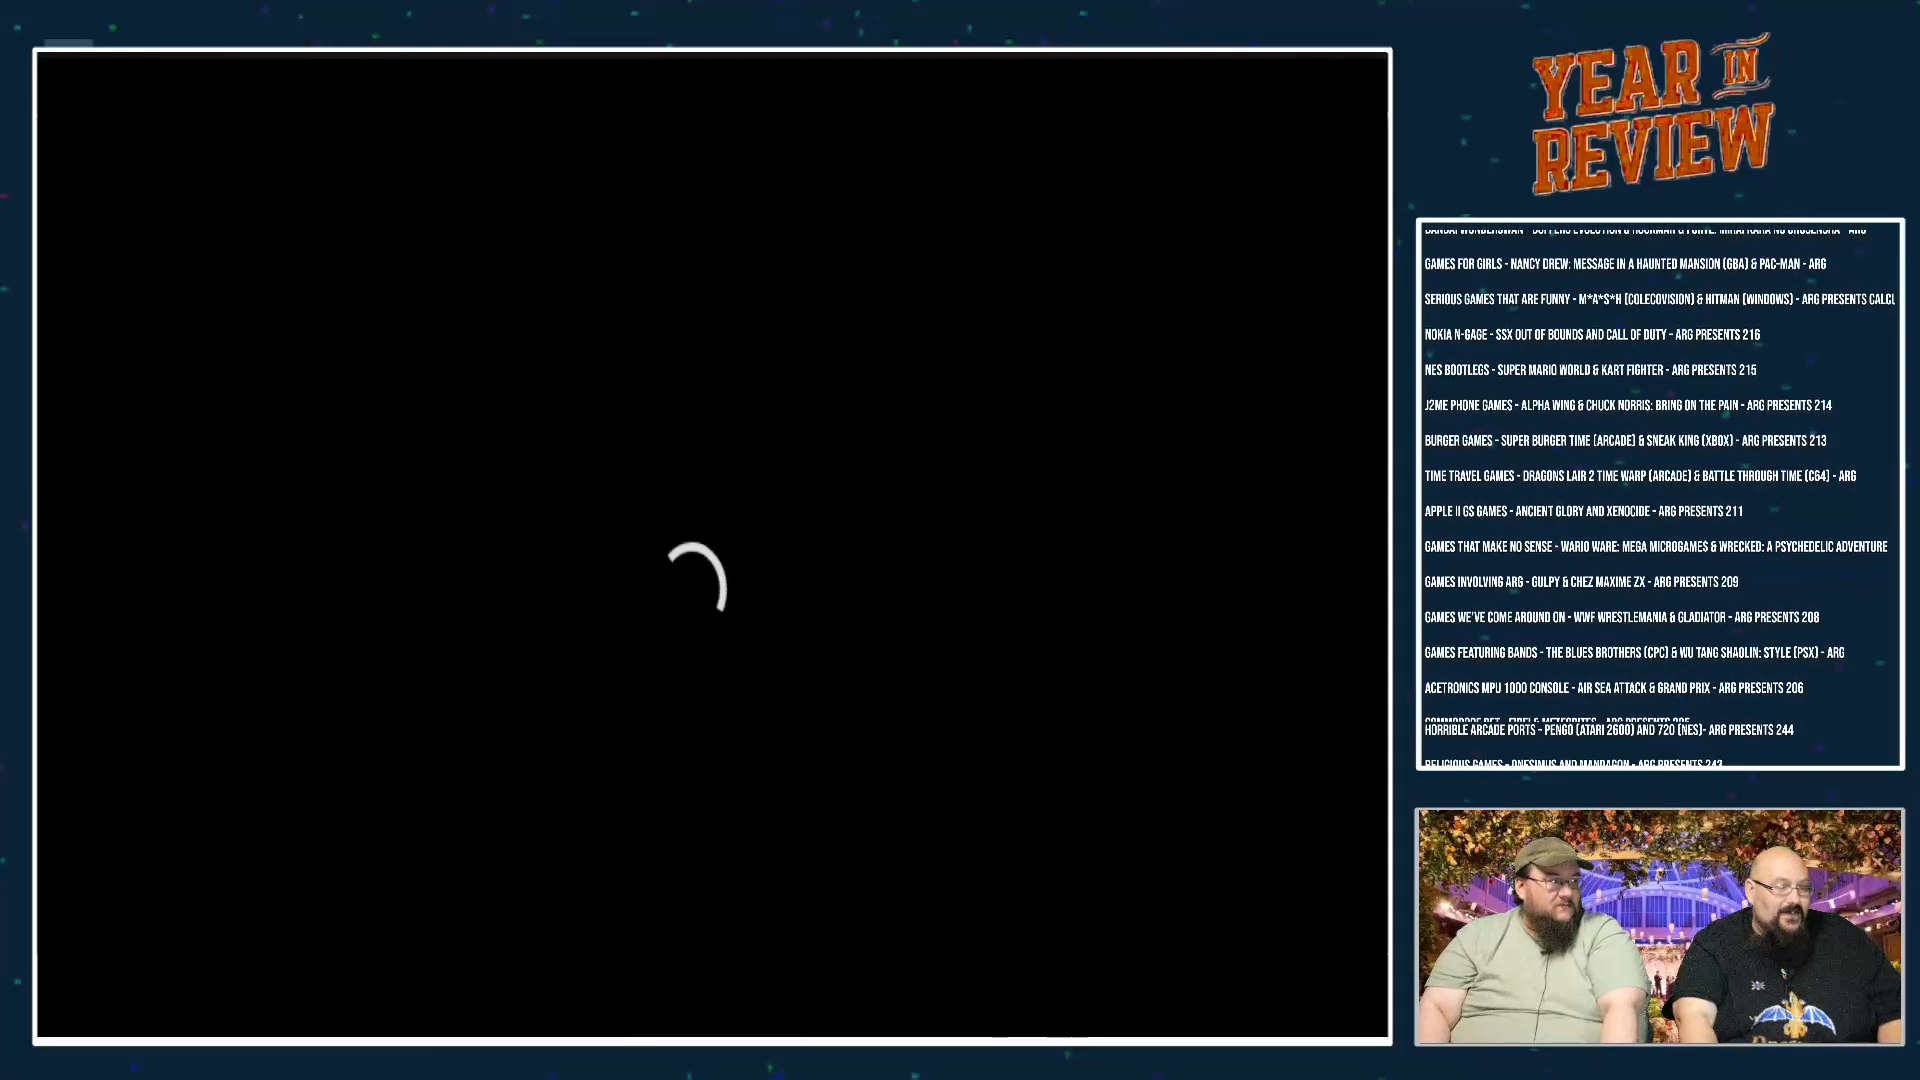 YEAR IN
REVIEW
GAMES FOR GIRLS - NANCY DREW: MESSAGE IN A HAUNTED MANSION (GBA) & PAC-MAN - ARG
SERIOUS GAMES THAT ARE FUNNY - M*A*S*H (COLECOVISION) & HITMAN (WINDOWS) - ARG PRESENTS CALCL
NOKIA N-GAGE - SSX OUT OF BOUNDS AND CALL OF DUTY - ARG PRESENTS 216
NES BOOTLEGS - SUPER MARIO WORLD & KART FIGHTER - ARG PRESENTS 215
J2ME PHONE GAMES - ALPHA WING & CHUCK NORRIS: BRING ON THE PAIN - ARG PRESENTS 214
BURGER GAMES - SUPER BURGER TIME (ARCADE) & SNEAK KING (XBOX) - ARG PRESENTS 213
TIME TRAVEL GAMES - DRAGONS LAIR 2 TIME WARP (ARCADE) & BATTLE THROUGH TIME (C64) - ARG
APPLE II GS GAMES - ANCIENT GLORY AND XENOCIDE - ARG PRESENTS 211
GAMES THAT MAKE NO SENSE - WARIO WARE: MEGA MICROGAMES & WRECKED: A PSYCHEDELIC ADVENTURE
GAMES INVOLVING ARG - GULPY & CHEZ MAXIME ZX - ARG PRESENTS 209
GAMES WE'VE COME AROUND ON - WWF WRESTLEMANIA & GLADIATOR - ARG PRESENTS 208
GAMES FEATURING BANDS - THE BLUES BROTHERS (CPC) & WU TANG SHAOLIN: STYLE (PSX) - ARG
ACETRONICS MPU 1000 CONSOLE - AIR SEA ATTACK & GRAND PRIX - ARG PRESENTS 206
HORRIBLE ARCADE PORTS - PENGO (ATARI 2600) AND 720 (NES)- ARG PRESENTS 244
RELIGIOUS GAMES - ONESIMUS AND MANDAGON - ARG PRESENTS 243